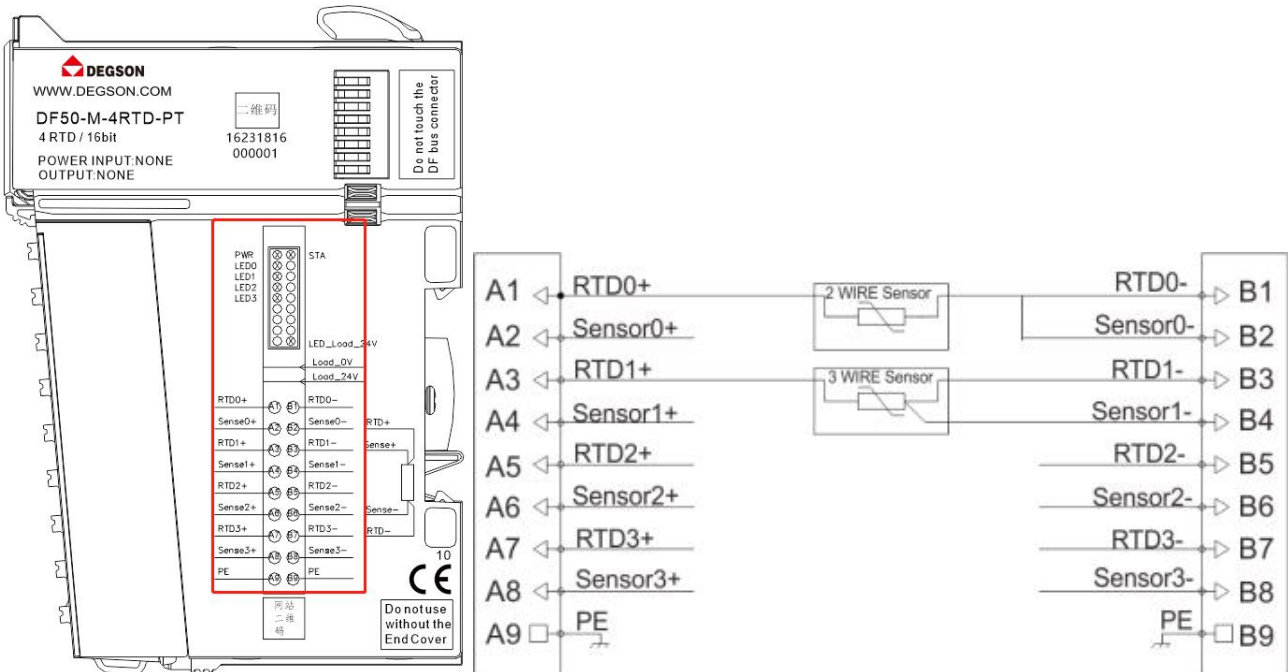 DEGSON
WWW.DEGSON.COM
DF50-M-4RTD-PT
4 RTD / 16bit
POWER INPUT:NONE
OUTPUT:NONE
二维码
16231816
000001
Do not touch the
DF bus connector
PWR
STA
LED0
LED1
LED2
LED3
LED_Load_24V
Load_0V
Load_24V
RTD0+ A1 B1 RTD0-
Sense0+ A2 B2 Sense0- RTD+
RTD1+ A3 B3 RTD1- Sense+
Sense1+ A4 B4 Sense1-
RTD2+ A5 B5 RTD2-
Sense2+ A6 B6 Sense2- Sense-
RTD3+ A7 B7 RTD3- RTD-
Sense3+ A8 B8 Sense3-
PE A9 B9 PE
网站
二维
码
10
CE
Do not use
without the
End Cover
A1 RTD0+ 2 WIRE Sensor RTD0- B1
A2 Sensor0+ Sensor0- B2
A3 RTD1+ 3 WIRE Sensor RTD1- B3
A4 Sensor1+ Sensor1- B4
A5 RTD2+ RTD2- B5
A6 Sensor2+ Sensor2- B6
A7 RTD3+ RTD3- B7
A8 Sensor3+ Sensor3- B8
A9 PE PE B9